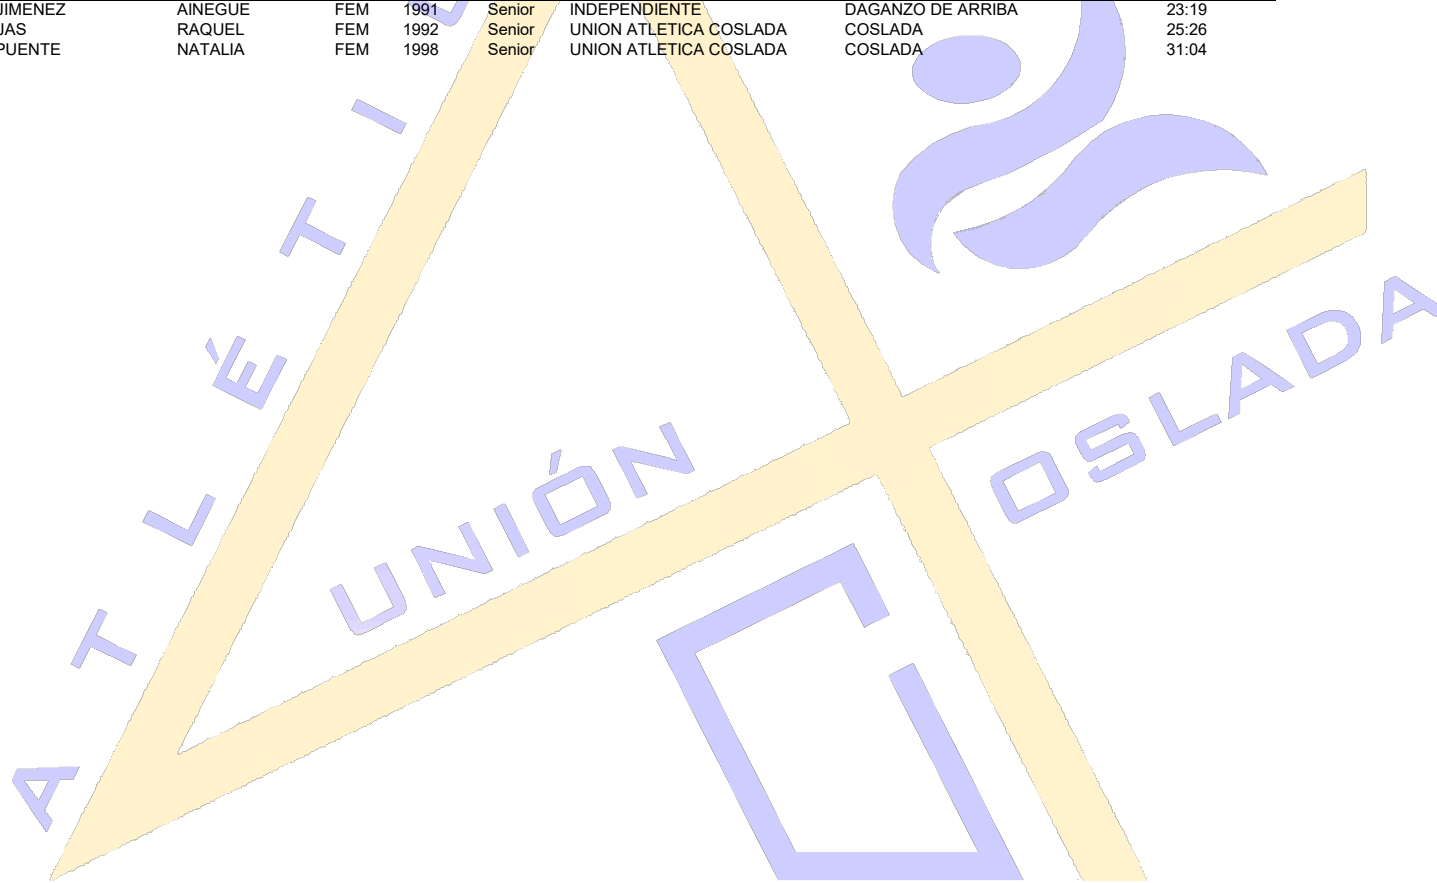 JIMENEZ AINEGUE FEM 1991 Senior INDEPENDIENTE DAGANZO DE ARRIBA 23:19
JAS RAQUEL FEM 1992 Senior UNION ATLETICA COSLADA COSLADA 25:26
PUENTE NATALIA FEM 1998 Senior UNION ATLETICA COSLADA COSLADA 31:04
ATLÉTI
UNIÓN
OSLADA